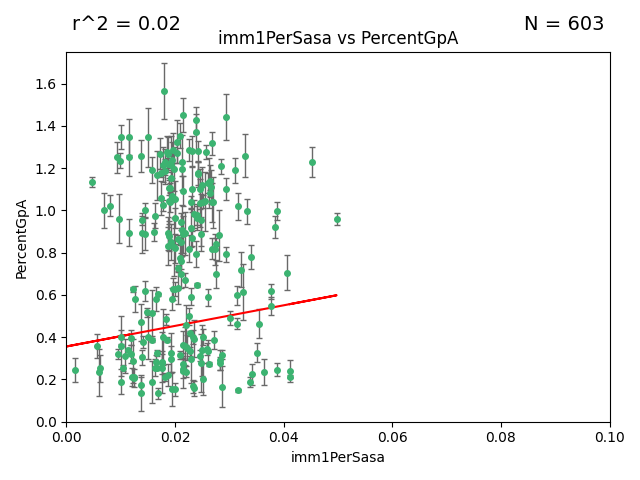 r^2 = 0.02
N = 603
imm1PerSasa vs PercentGpA
1.6
1.4
1.2
1.0
0.8
0.6
0.4
0.2
0.0
PercentGpA
0.00 0.02 0.04 0.06 0.08 0.10
imm1PerSasa